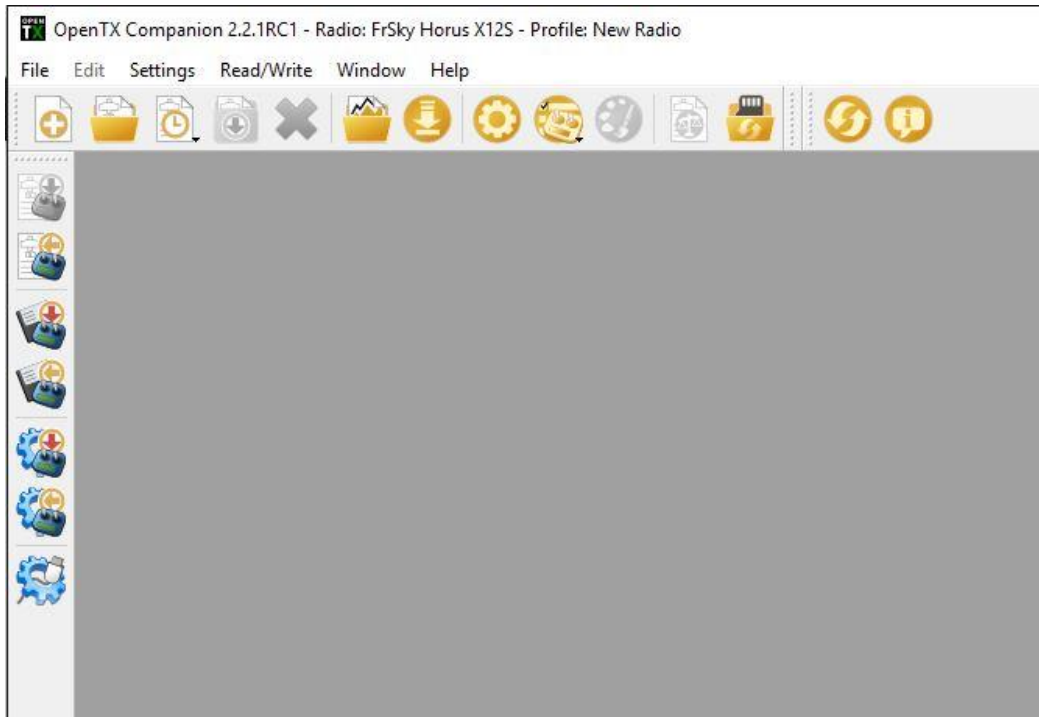 OPEN TX OpenTX Companion 2.2.1RC1 - Radio: FrSky Horus X12S - Profile: New Radio
File Edit Settings Read/Write Window Help